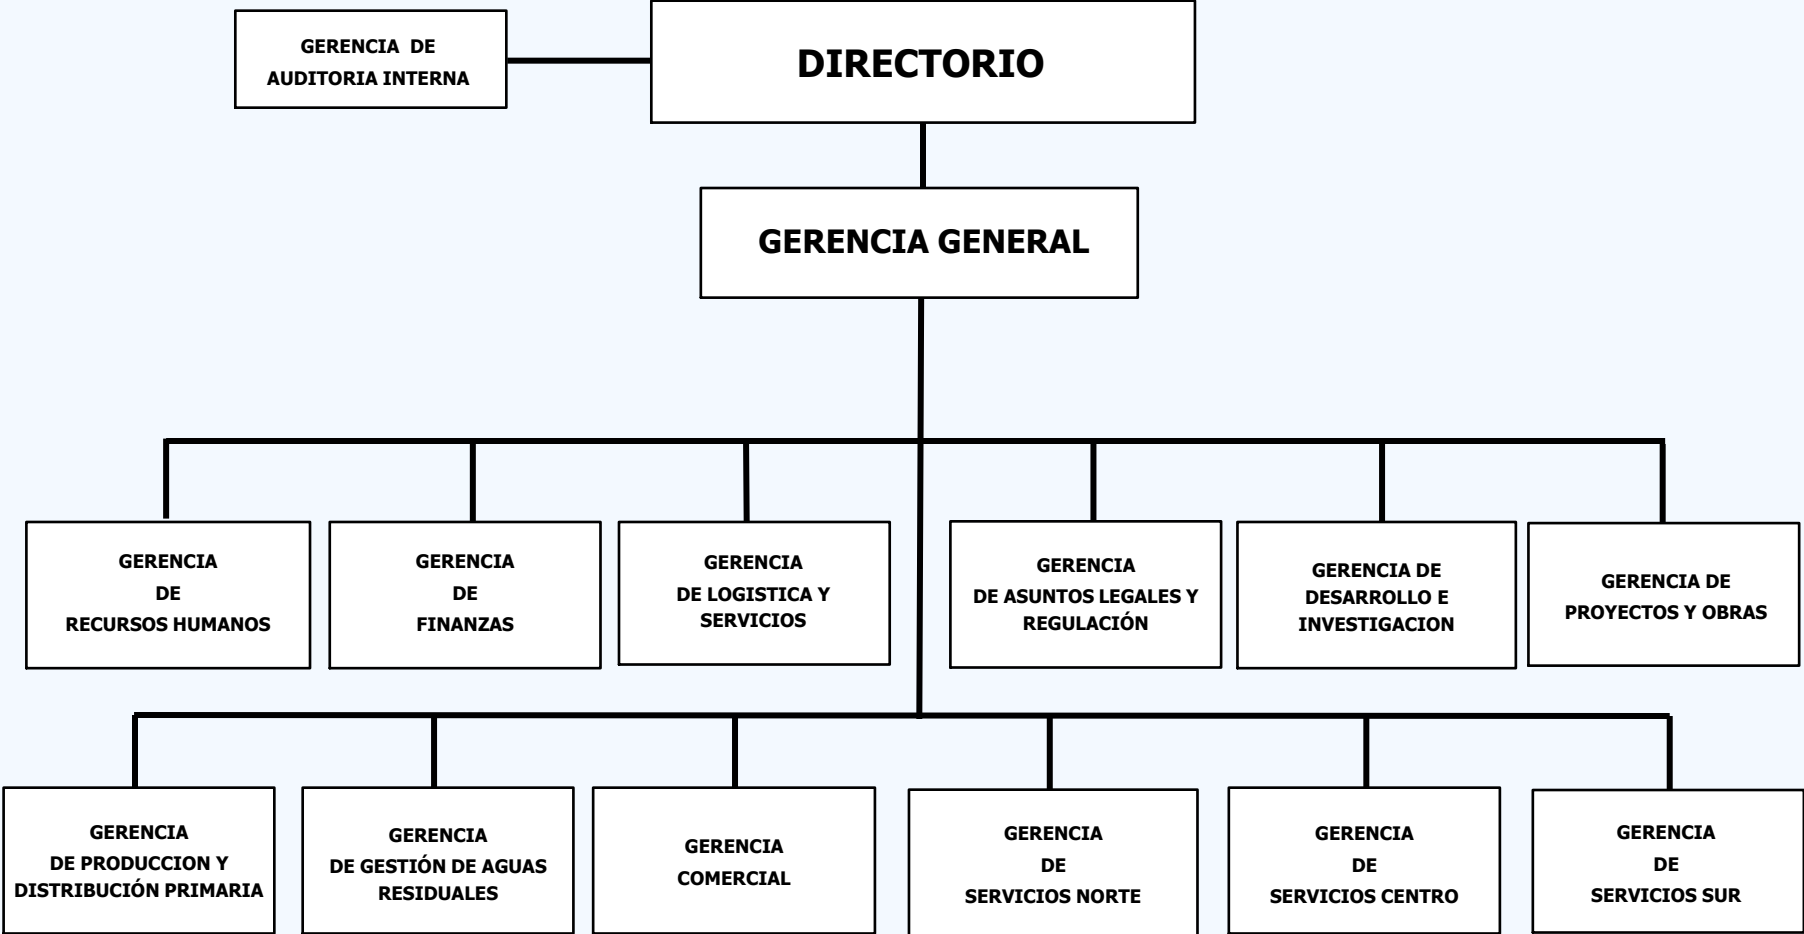 GERENCIA DE
AUDITORIA INTERNA
DIRECTORIO
GERENCIA GENERAL
GERENCIA
DE
RECURSOS HUMANOS
GERENCIA
DE
FINANZAS
GERENCIA
DE LOGISTICA Y
SERVICIOS
GERENCIA
DE ASUNTOS LEGALES Y
REGULACIÓN
GERENCIA DE
DESARROLLO E
INVESTIGACION
GERENCIA DE
PROYECTOS Y OBRAS
GERENCIA
DE PRODUCCION Y
DISTRIBUCIÓN PRIMARIA
GERENCIA
DE GESTIÓN DE AGUAS
RESIDUALES
GERENCIA
COMERCIAL
GERENCIA
DE
SERVICIOS NORTE
GERENCIA
DE
SERVICIOS CENTRO
GERENCIA
DE
SERVICIOS SUR